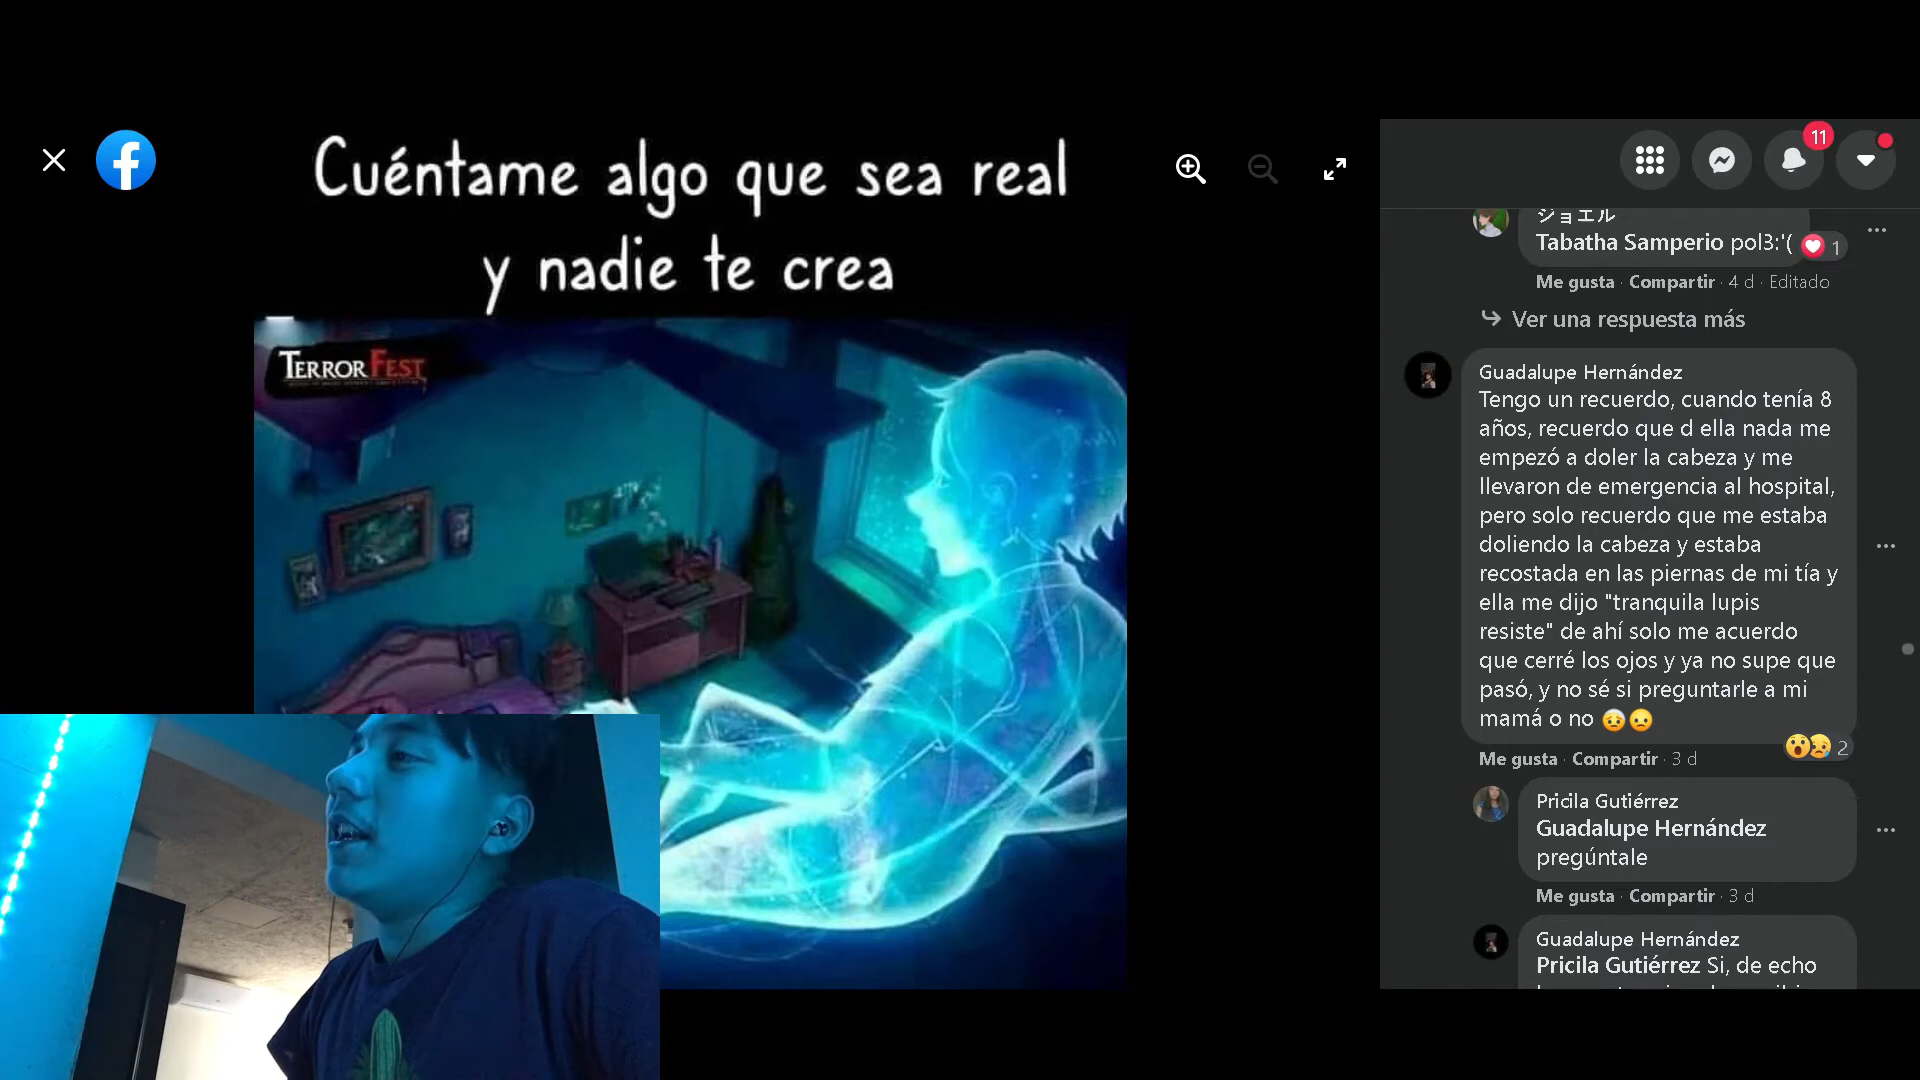 Cuéntame algo que sea real
y nadie te crea
TERRORFEST
11
ジョエル
Tabatha Samperio pol3:'(
1
Me gusta · Compartir · 4 d · Editado
Ver una respuesta más
Guadalupe Hernández
Tengo un recuerdo, cuando tenía 8
años, recuerdo que d ella nada me
empezó a doler la cabeza y me
llevaron de emergencia al hospital,
pero solo recuerdo que me estaba
doliendo la cabeza y estaba
recostada en las piernas de mi tía y
ella me dijo "tranquila lupis
resiste" de ahí solo me acuerdo
que cerré los ojos y ya no supe que
pasó, y no sé si preguntarle a mi
mamá o no 🤕☹️
2
Me gusta · Compartir · 3 d
Pricila Gutiérrez
Guadalupe Hernández
pregúntale
Me gusta · Compartir · 3 d
Guadalupe Hernández
Pricila Gutiérrez Si, de echo